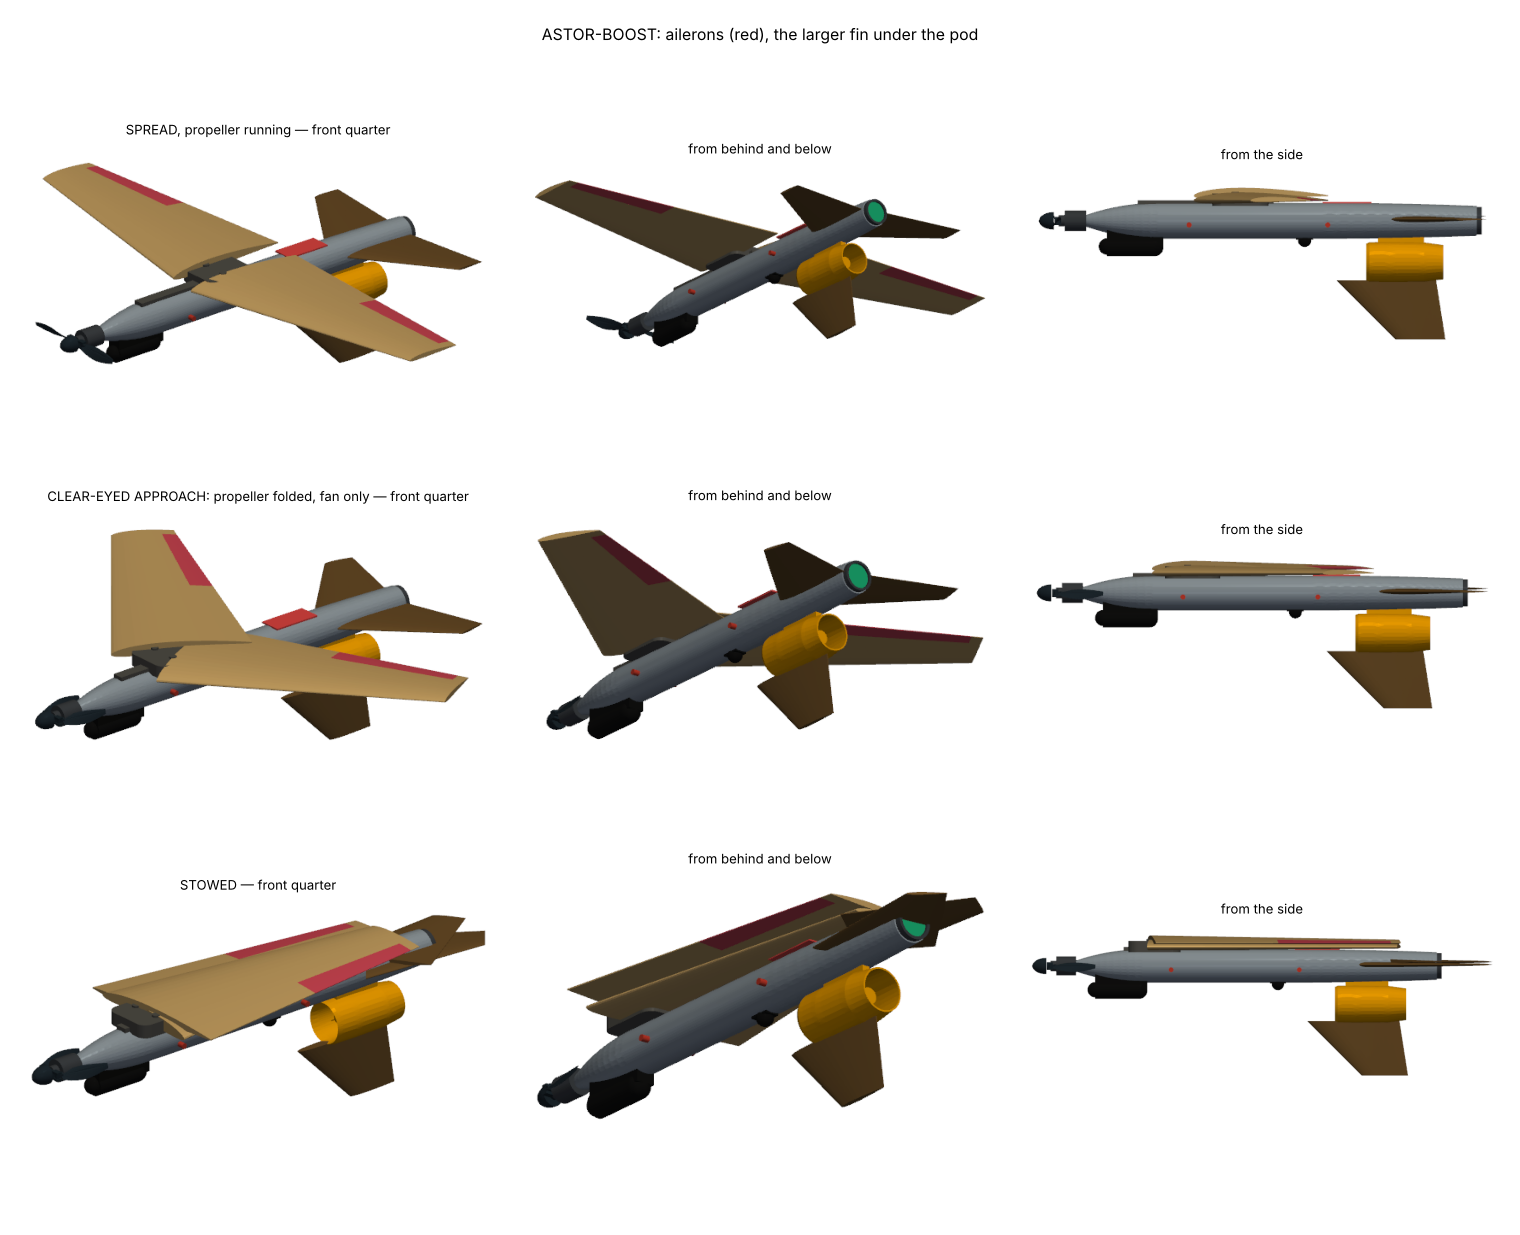 ASTOR-BOOST: ailerons (red), the larger fin under the pod
SPREAD, propeller running — front quarter
from behind and below
from the side
CLEAR-EYED APPROACH: propeller folded, fan only — front quarter
from behind and below
from the side
STOWED — front quarter
from behind and below
from the side